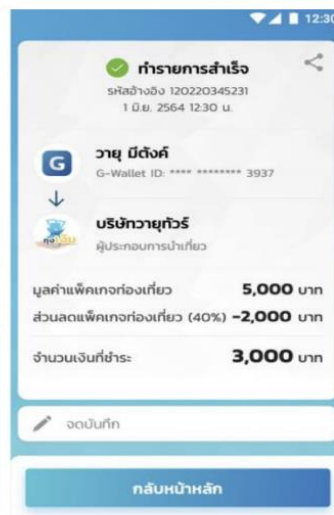 12:30
ทำรายการสำเร็จ
รหัสอ้างอิง 120220345231
1 มิ.ย. 2564 12:30 น.
G
วายุ มีตังค์
G-Wallet ID: **** ******** 3937
บริษัทวายุทัวร์
ถุงเงิน
ผู้ประกอบการนำเที่ยว
มูลค่าแพ็คเกจท่องเที่ยว 5,000 บาท
ส่วนลดแพ็คเกจท่องเที่ยว (40%) -2,000 บาท
จำนวนเงินที่ชำระ 3,000 บาท
จดบันทึก
กลับหน้าหลัก